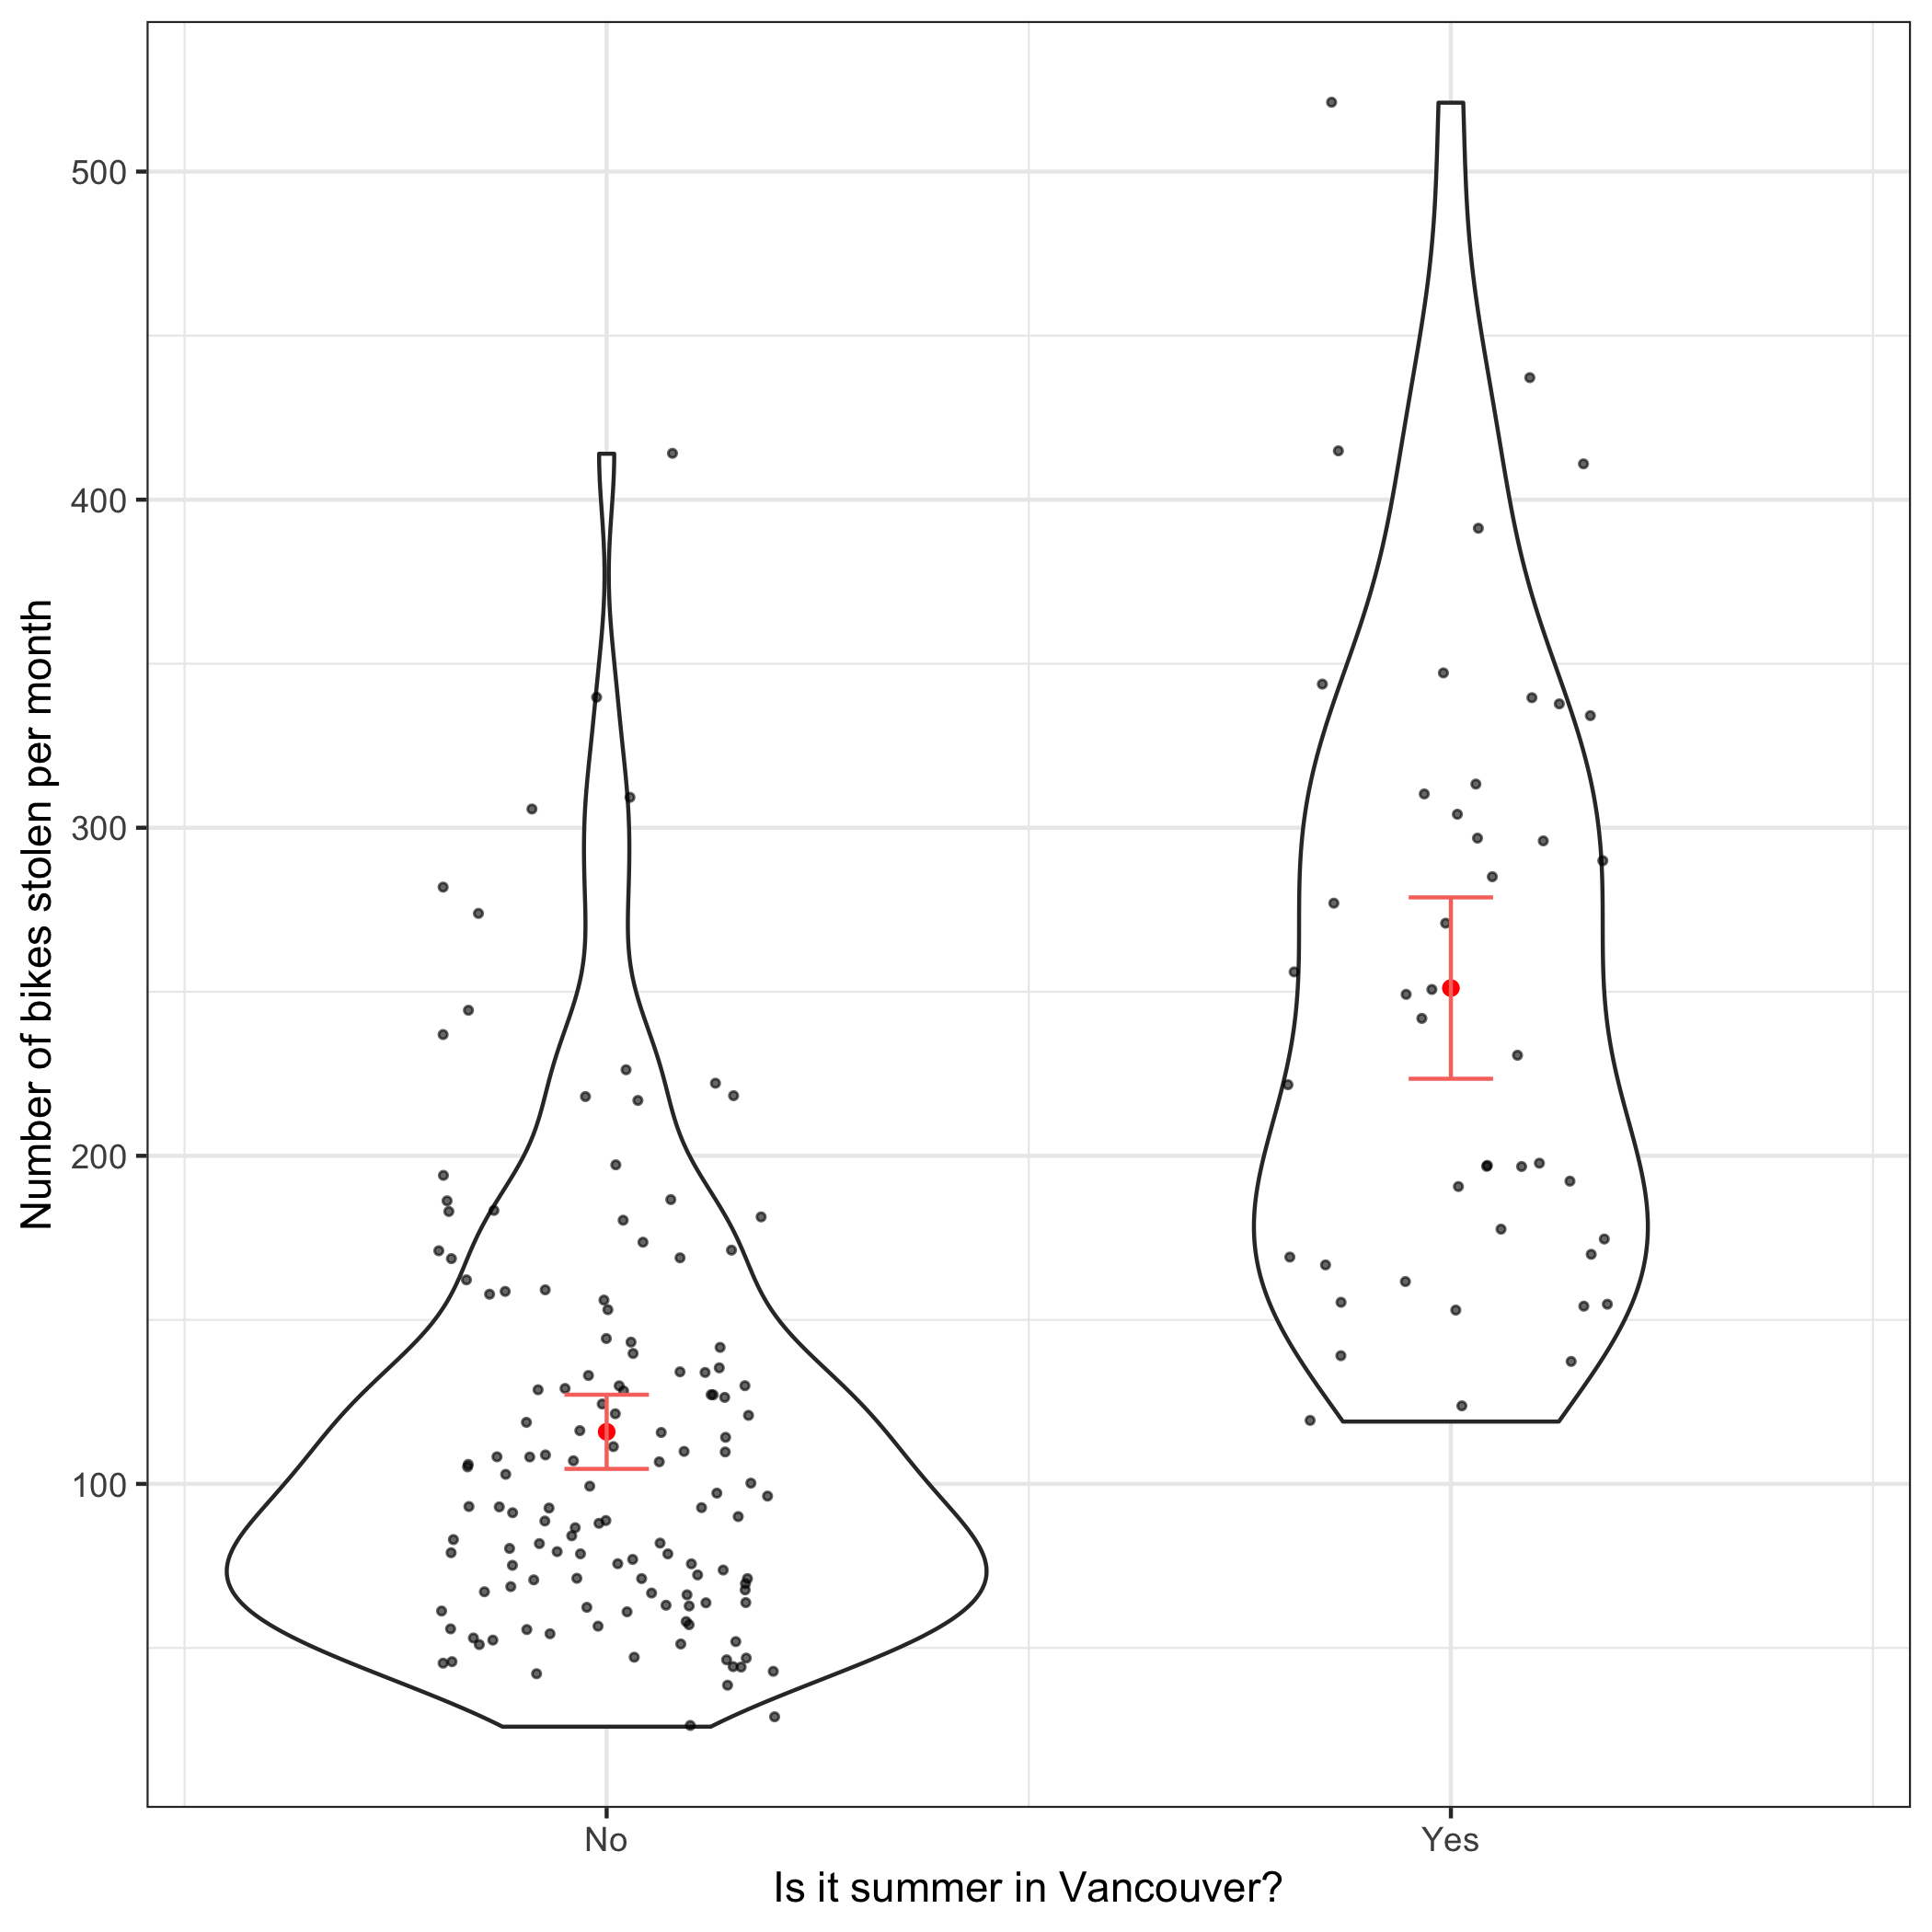 Number of bikes stolen per month
500
400
300
200
100
No
Yes
Is it summer in Vancouver?